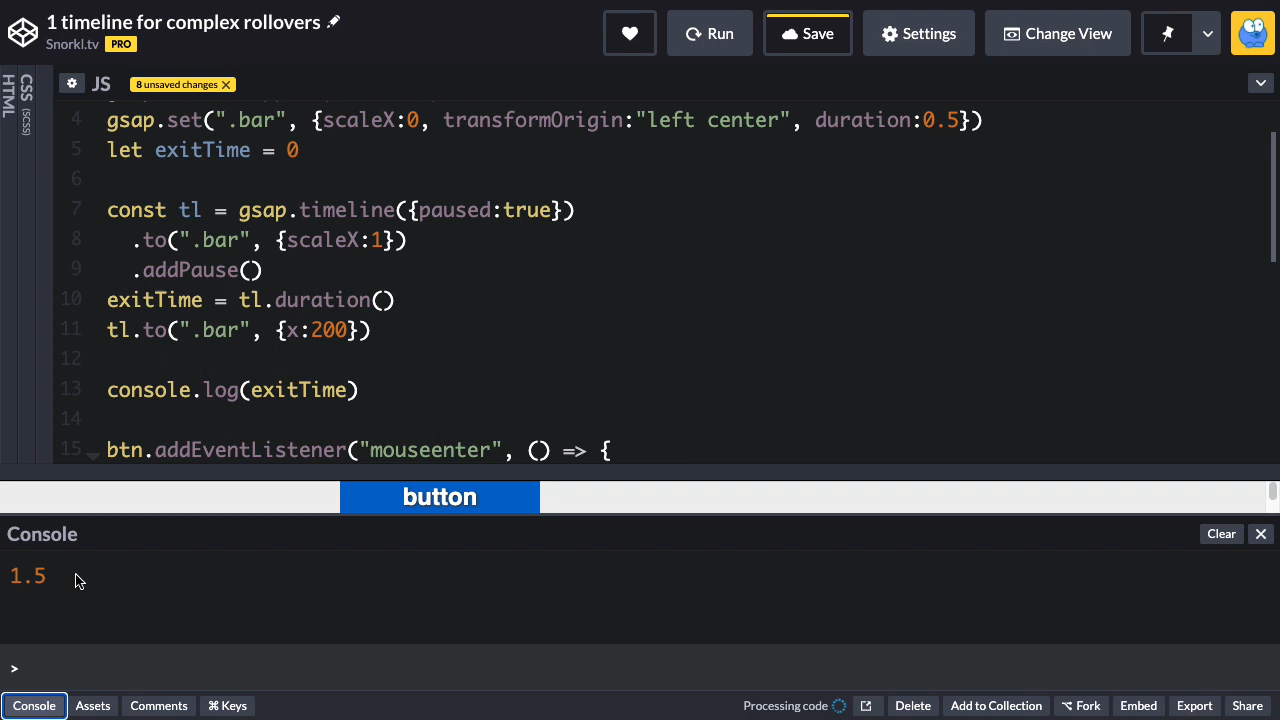 1 timeline for complex rollovers
Snorkl.tv PRO
Run
Save
Settings
Change View
HTML
CSS (SCSS)
JS
8 unsaved changes
4 gsap.set(".bar", {scaleX:0, transformOrigin:"left center", duration:0.5})
5 let exitTime = 0
6
7 const tl = gsap.timeline({paused:true})
8 .to(".bar", {scaleX:1})
9 .addPause()
10 exitTime = tl.duration()
11 tl.to(".bar", {x:200})
12
13 console.log(exitTime)
14
15 btn.addEventListener("mouseenter", () => {
button
Console
Clear
1.5
>
Console
Assets
Comments
⌘ Keys
Processing code
Delete
Add to Collection
Fork
Embed
Export
Share